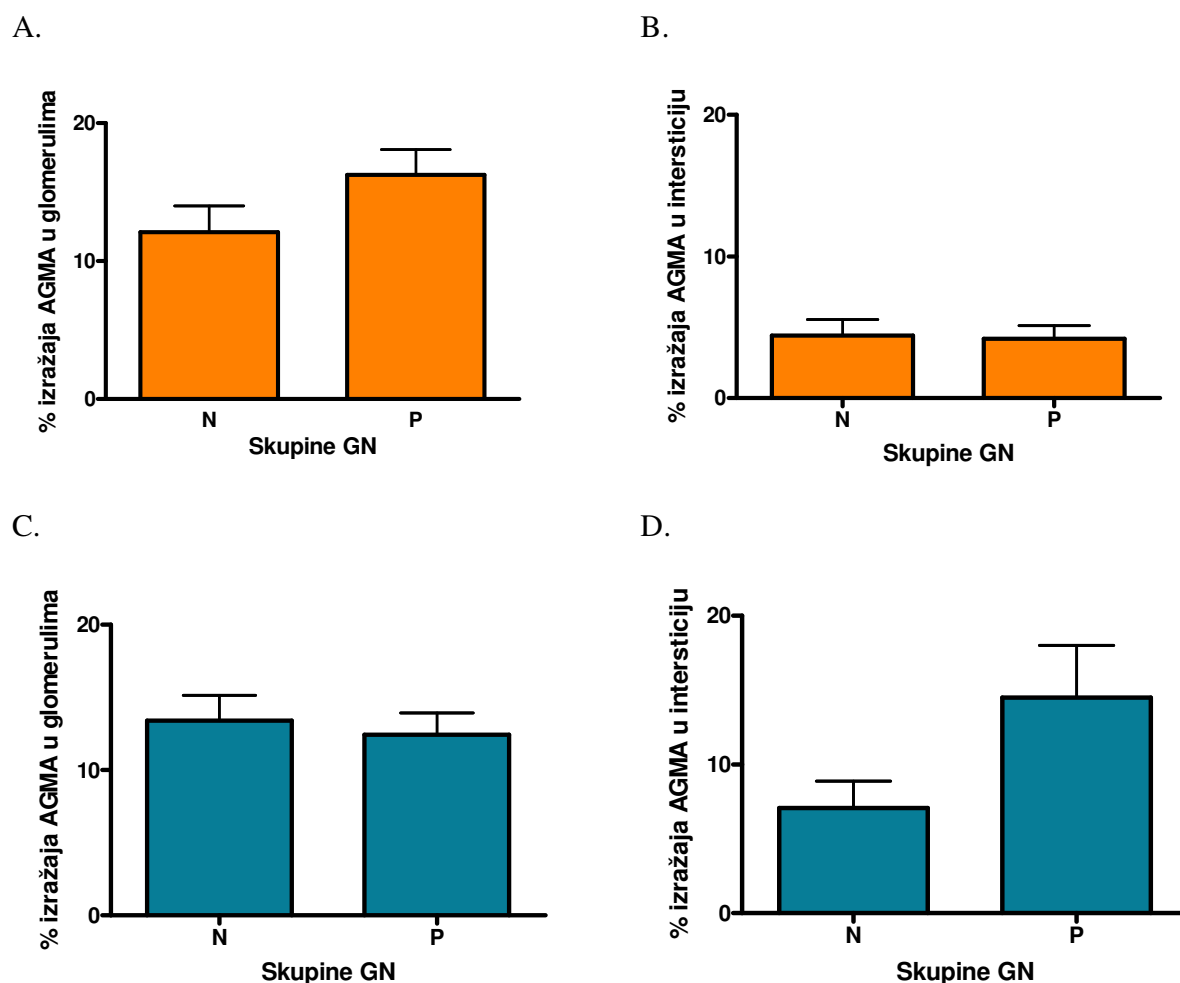 A.
% izražaja AGMA u glomerulima
20
10
0
N P
Skupine GN
B.
% izražaja AGMA u intersticiju
20
10
0
N P
Skupine GN
C.
% izražaja AGMA u glomerulima
20
10
0
N P
Skupine GN
D.
% izražaja AGMA u intersticiju
20
10
0
N P
Skupine GN